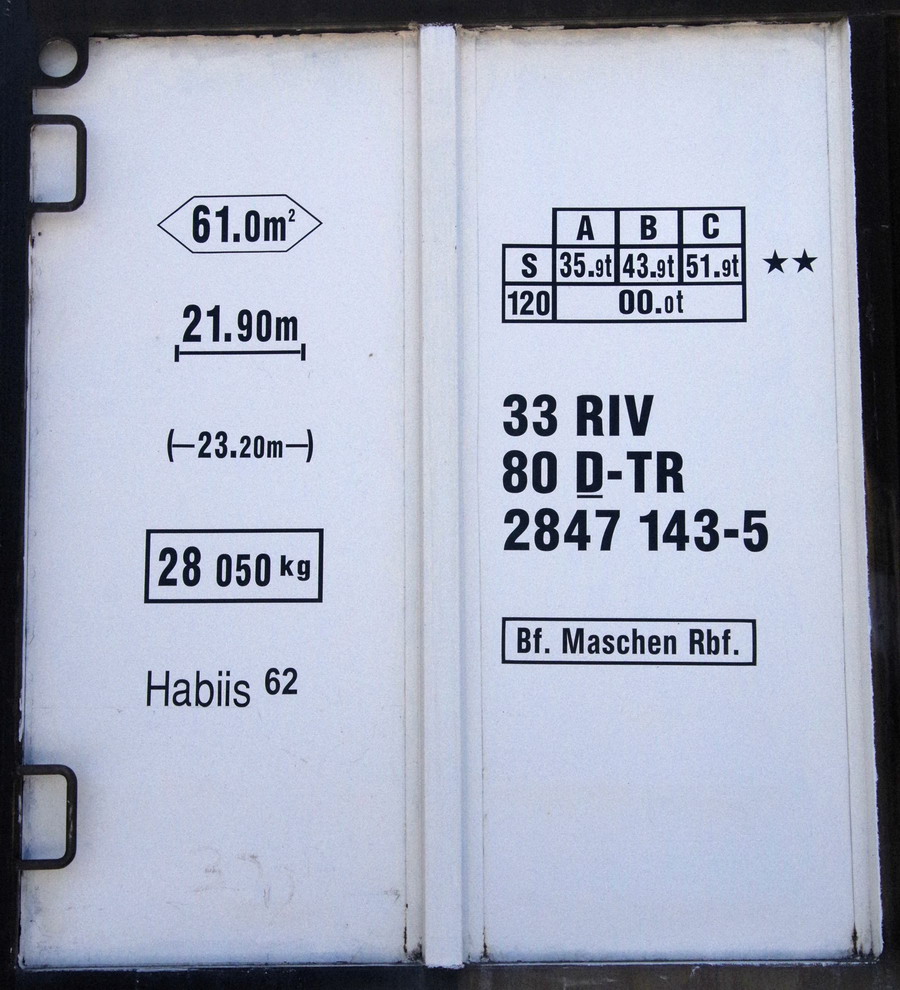 61.0m²
21.90m
(–23.20m–)
28 050 kg
Habiis 62
A B C
S 35.9t 43.9t 51.9t ★★
120 00.0t
33 RIV
80 D-TR
2847 143-5
Bf. Maschen Rbf.